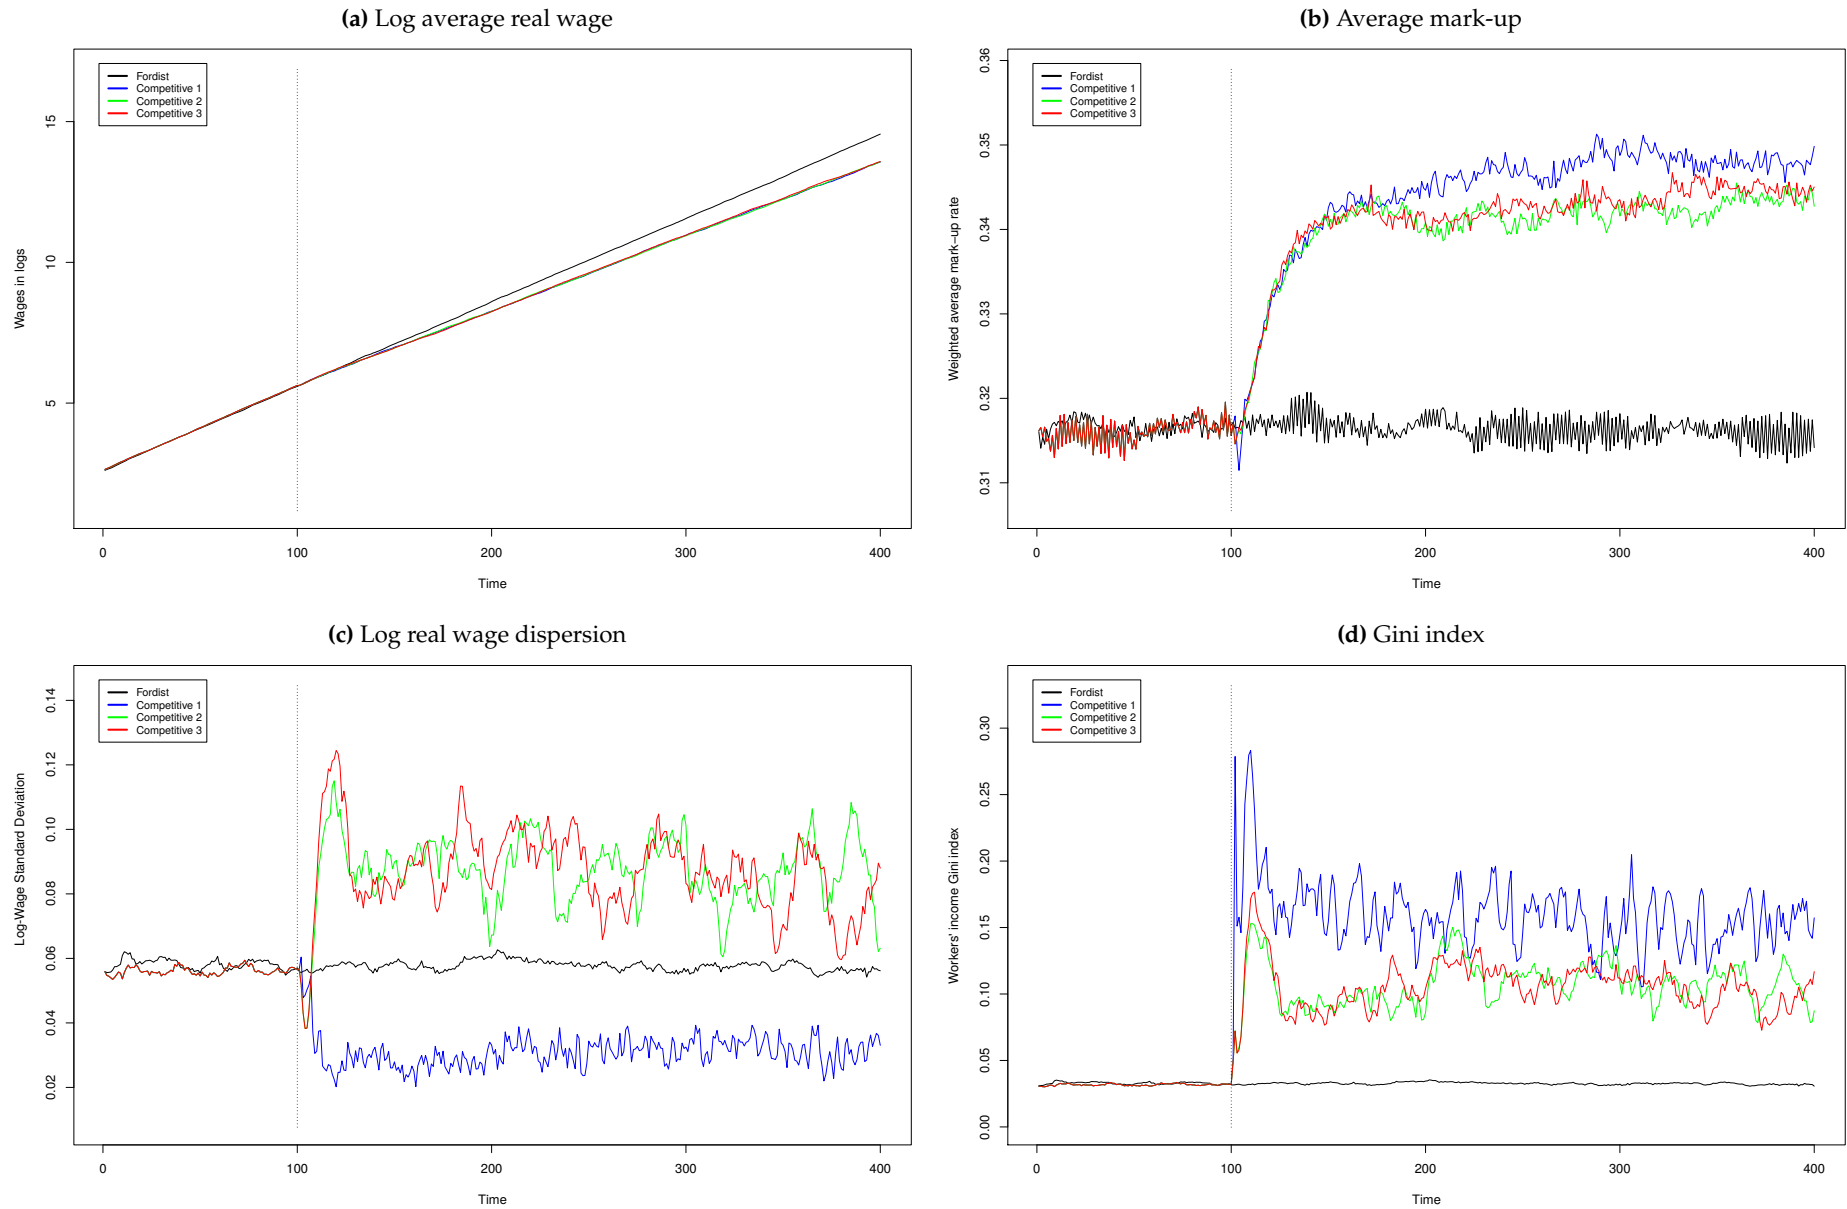 (a) Log average real wage
Wages in logs
15
10
5
Fordist
Competitive 1
Competitive 2
Competitive 3
0 100 200 300 400
Time
(b) Average mark-up
Weighted average mark−up rate
0.36
0.35
0.34
0.33
0.32
0.31
Fordist
Competitive 1
Competitive 2
Competitive 3
0 100 200 300 400
Time
(c) Log real wage dispersion
Log-Wage Standard Deviation
0.14
0.12
0.10
0.08
0.06
0.04
0.02
Fordist
Competitive 1
Competitive 2
Competitive 3
0 100 200 300 400
Time
(d) Gini index
Workers' income Gini index
0.30
0.25
0.20
0.15
0.10
0.05
0.00
Fordist
Competitive 1
Competitive 2
Competitive 3
0 100 200 300 400
Time